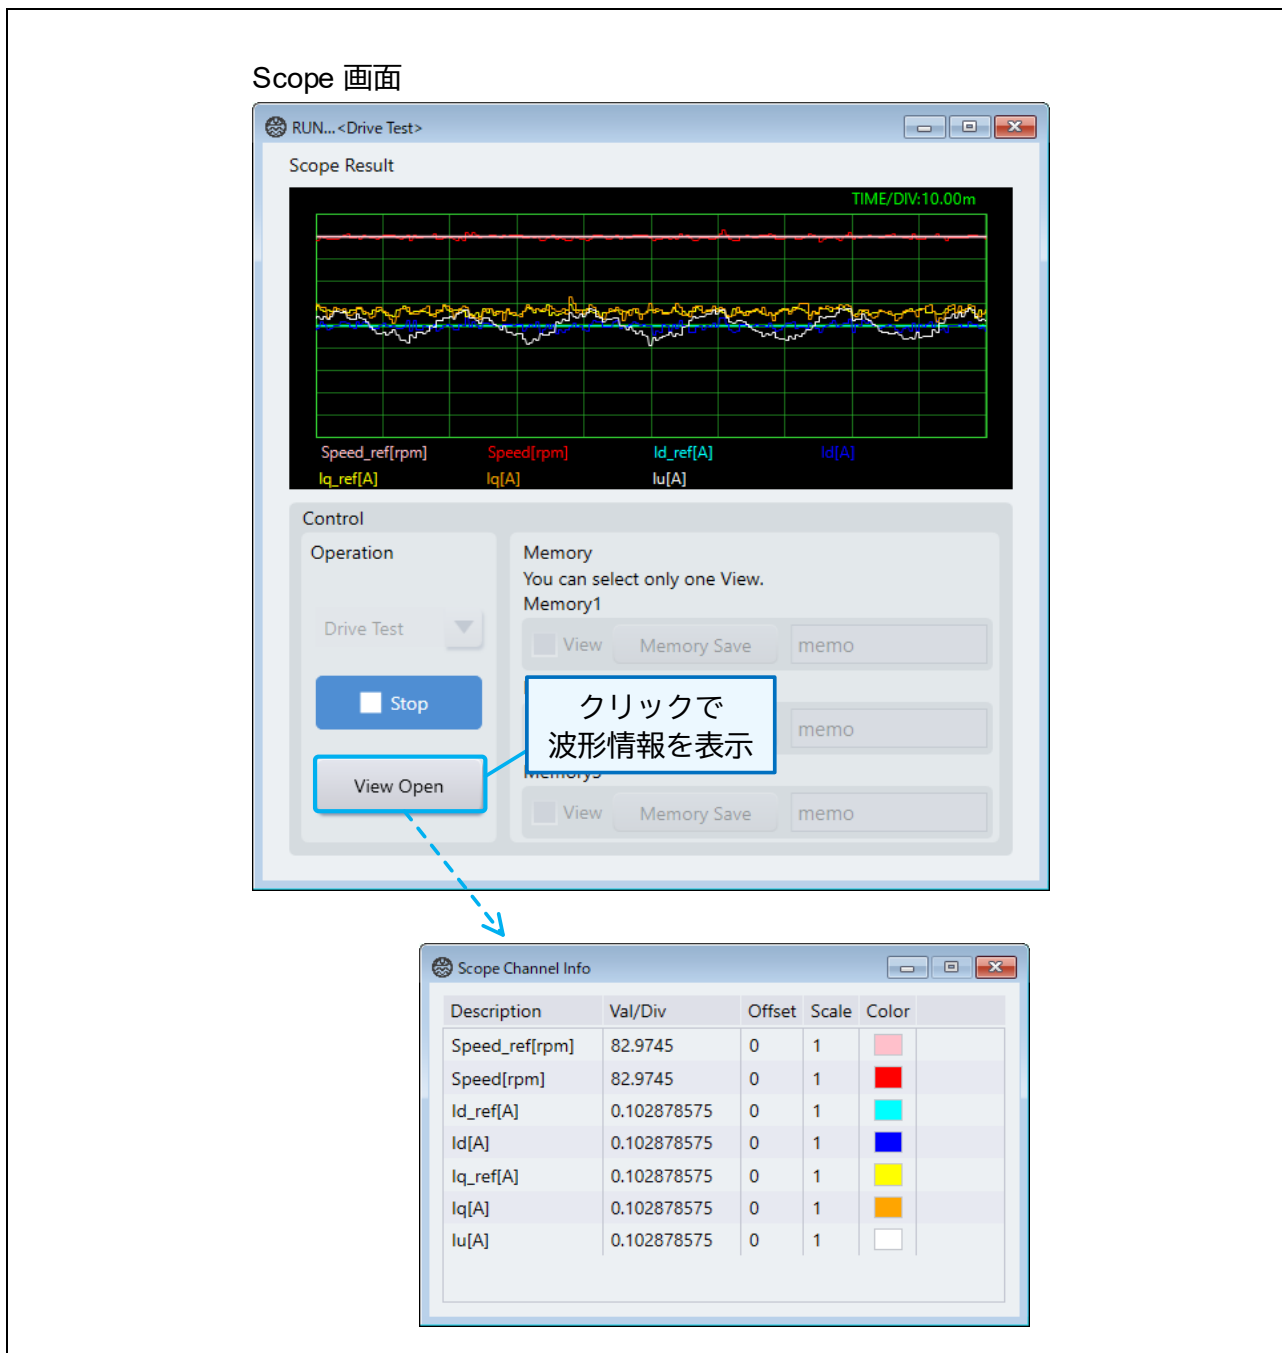 Scope 画面
RUN...<Drive Test>
Scope Result
TIME/DIV:10.00m
Speed_ref[rpm] Speed[rpm] Id_ref[A] Id[A]
Iq_ref[A] Iq[A] Iu[A]
Control
Operation
Drive Test
Stop
View Open
Memory
You can select only one View.
Memory1
View Memory Save memo
クリックで
波形情報を表示
memo
Memory3
View Memory Save memo
Scope Channel Info
Description Val/Div Offset Scale Color
Speed_ref[rpm] 82.9745 0 1
Speed[rpm] 82.9745 0 1
Id_ref[A] 0.102878575 0 1
Id[A] 0.102878575 0 1
Iq_ref[A] 0.102878575 0 1
Iq[A] 0.102878575 0 1
Iu[A] 0.102878575 0 1